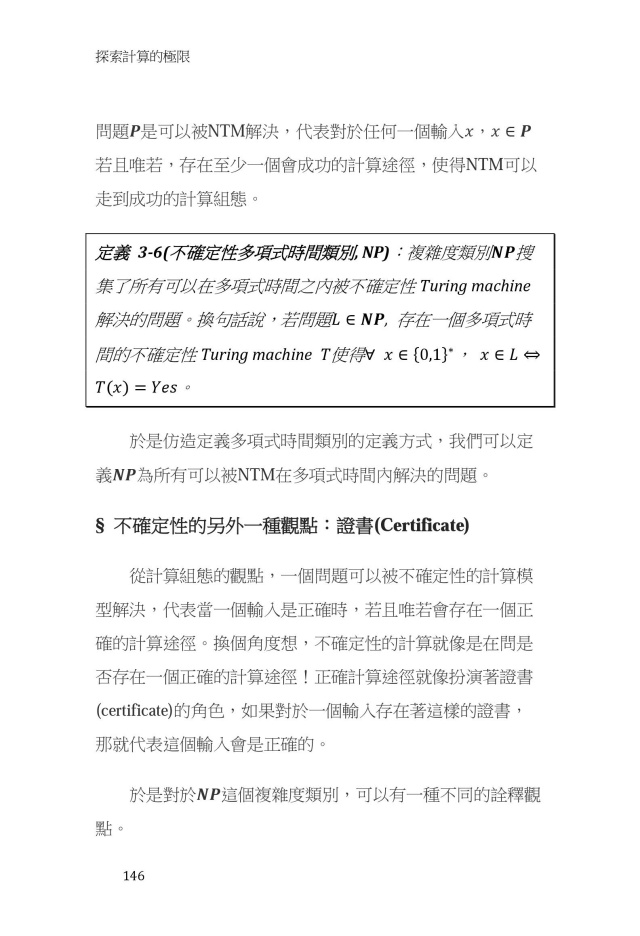 探索計算的極限
問題𝑷是可以被NTM解決，代表對於任何一個輸入𝑥，𝑥 ∈ 𝑷
若且唯若，存在至少一個會成功的計算途徑，使得NTM可以
走到成功的計算組態。
定義 3-6(不確定性多項式時間類別, NP)：複雜度類別𝑵𝑷搜
集了所有可以在多項式時間之內被不確定性 Turing machine
解決的問題。換句話說，若問題𝐿 ∈ 𝑵𝑷, 存在一個多項式時
間的不確定性 Turing machine 𝑇使得∀ 𝑥 ∈ {0,1}*， 𝑥 ∈ 𝐿 ⇔
𝑇(𝑥) = 𝑌𝑒𝑠。
於是仿造定義多項式時間類別的定義方式，我們可以定
義𝑵𝑷為所有可以被NTM在多項式時間內解決的問題。
§ 不確定性的另外一種觀點：證書(Certificate)
從計算組態的觀點，一個問題可以被不確定性的計算模
型解決，代表當一個輸入是正確時，若且唯若會存在一個正
確的計算途徑。換個角度想，不確定性的計算就像是在問是
否存在一個正確的計算途徑！正確計算途徑就像扮演著證書
(certificate)的角色，如果對於一個輸入存在著這樣的證書，
那就代表這個輸入會是正確的。
於是對於𝑵𝑷這個複雜度類別，可以有一種不同的詮釋觀
點。
146